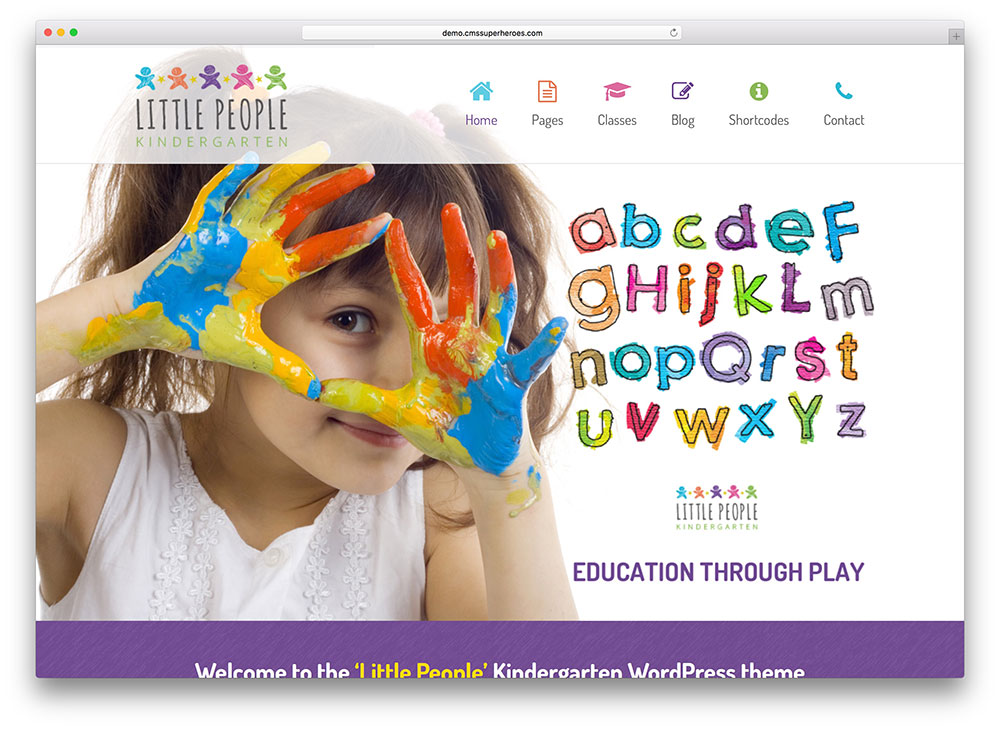 demo.cmssuperheroes.com
LITTLE PEOPLE
KINDERGARTEN
Home Pages Classes Blog Shortcodes Contact
abcdeF
gHijkLm
nopQrst
uvwxYz
LITTLE PEOPLE
KINDERGARTEN
EDUCATION THROUGH PLAY
Welcome to the ‘Little People’ Kindergarten WordPress theme